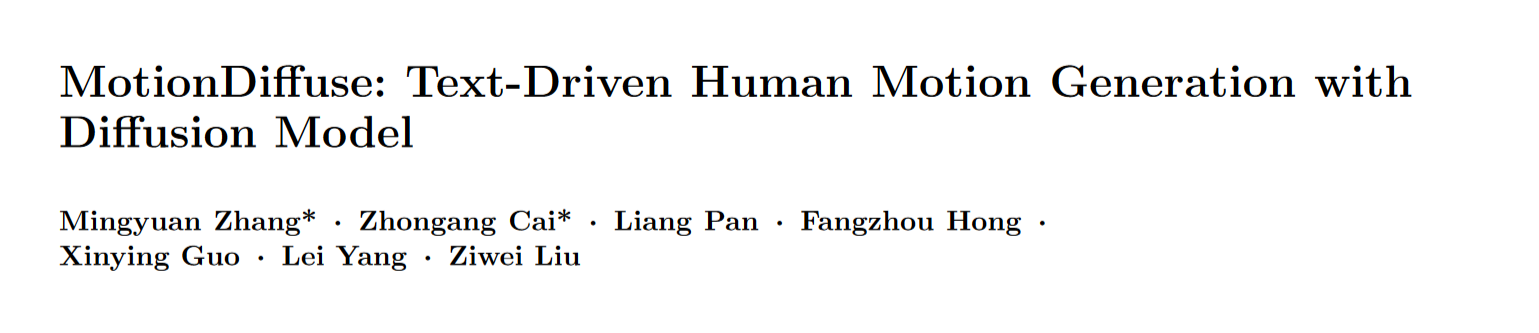 MotionDiffuse: Text-Driven Human Motion Generation with
Diffusion Model
Mingyuan Zhang* · Zhongang Cai* · Liang Pan · Fangzhou Hong ·
Xinying Guo · Lei Yang · Ziwei Liu